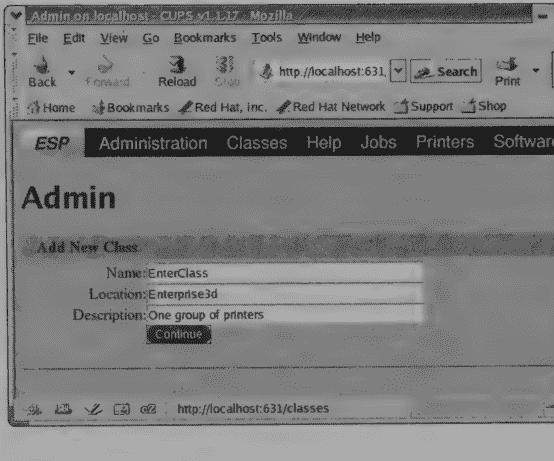 Admin on localhost - CUPS v1.1.17 - Mozilla
File Edit View Go Bookmarks Tools Window Help
Back Forward Reload Stop http://localhost:631 Search Print
Home Bookmarks Red Hat, Inc. Red Hat Network Support Shop
ESP Administration Classes Help Jobs Printers Software
Admin
Add New Class
Name: EnterClass
Location: Enterprise3d
Description: One group of printers
Continue
http://localhost:631/classes